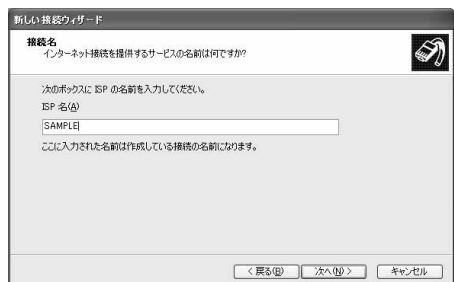 新しい接続ウィザード
接続名
インターネット接続を提供するサービスの名前は何ですか?
次のボックスに ISP の名前を入力してください。
ISP 名(A)
SAMPLE
ここに入力された名前は作成している接続の名前になります。
< 戻る(B)
次へ(N) >
キャンセル